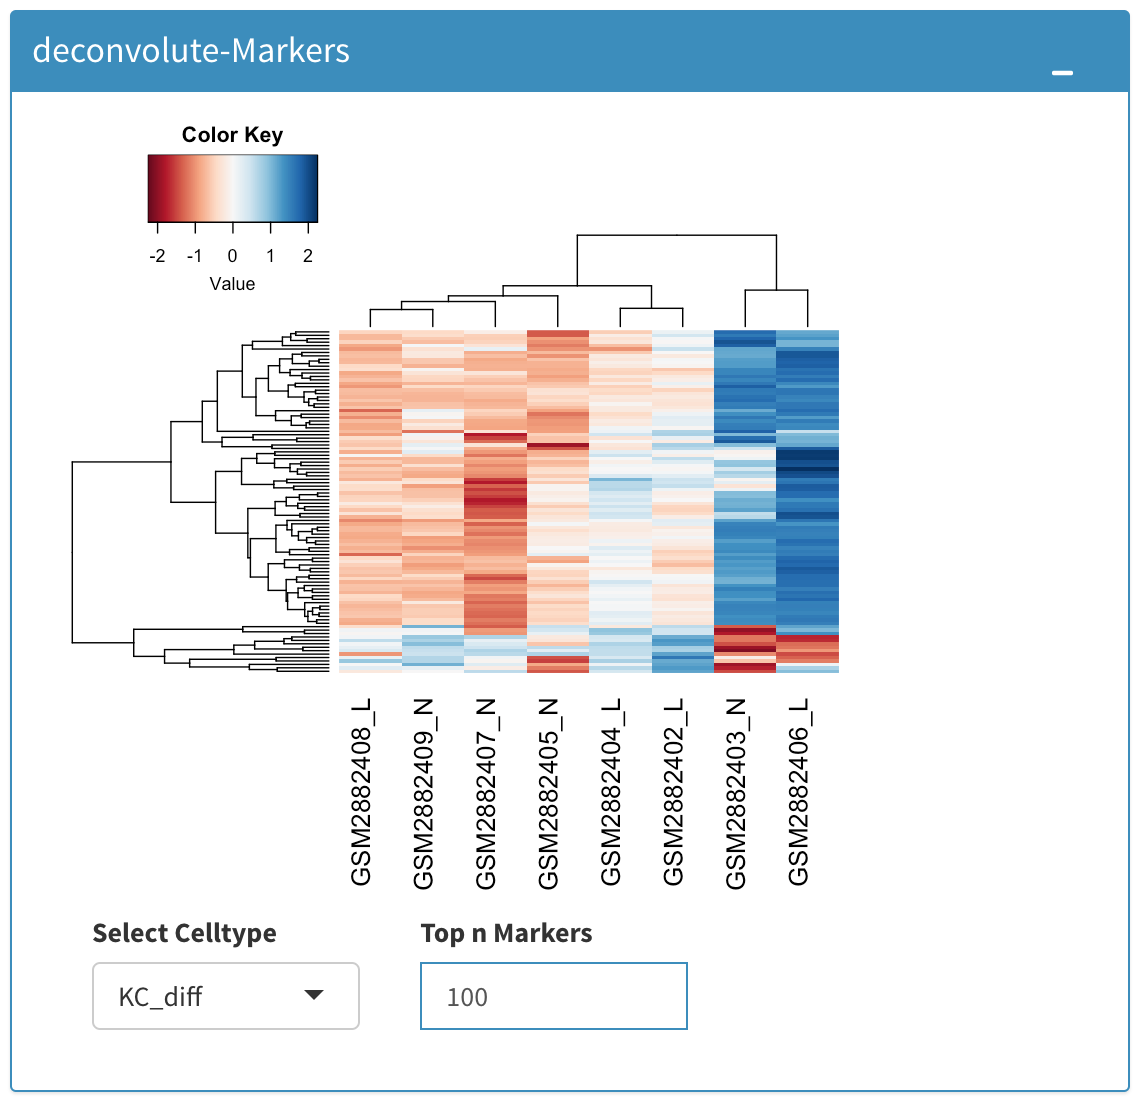 deconvolute-Markers
Color Key
-2 -1 0 1 2
Value
GSM2882408_L
GSM2882409_N
GSM2882407_N
GSM2882405_N
GSM2882404_L
GSM2882402_L
GSM2882403_N
GSM2882406_L
Select Celltype
Top n Markers
KC_diff
100